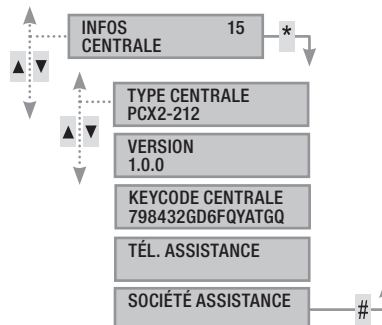 INFOS 15
CENTRALE
*
▲ ▼
TYPE CENTRALE
PCX2-212
▲ ▼
VERSION
1.0.0
KEYCODE CENTRALE
798432GD6FQYATGQ
TÉL. ASSISTANCE
SOCIÉTÉ ASSISTANCE
#